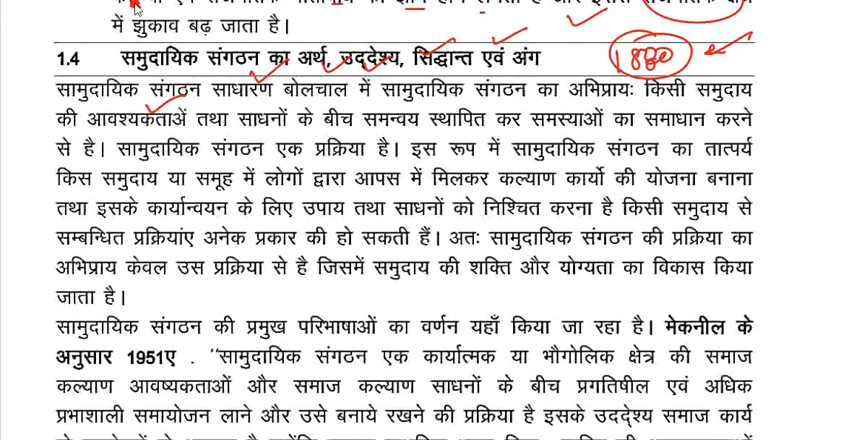 में झुकाव बढ़ जाता है।
1.4 समुदायिक संगठन का अर्थ, उद्देश्य, सिद्धान्त एवं अंग
सामुदायिक संगठन साधारण बोलचाल में सामुदायिक संगठन का अभिप्रायः किसी समुदाय
की आवश्यकताओं तथा साधनों के बीच समन्वय स्थापित कर समस्याओं का समाधान करने
से है। सामुदायिक संगठन एक प्रक्रिया है। इस रूप में सामुदायिक संगठन का तात्पर्य
किस समुदाय या समूह में लोगों द्वारा आपस में मिलकर कल्याण कार्यो की योजना बनाना
तथा इसके कार्यान्वयन के लिए उपाय तथा साधनों को निश्चित करना है किसी समुदाय से
सम्बन्धित प्रक्रियांए अनेक प्रकार की हो सकती हैं। अतः सामुदायिक संगठन की प्रक्रिया का
अभिप्राय केवल उस प्रक्रिया से है जिसमें समुदाय की शक्ति और योग्यता का विकास किया
जाता है।
सामुदायिक संगठन की प्रमुख परिभाषाओं का वर्णन यहाँ किया जा रहा है। मेकनील के
अनुसार 1951ए . ''सामुदायिक संगठन एक कार्यात्मक या भौगोलिक क्षेत्र की समाज
कल्याण आवष्यकताओं और समाज कल्याण साधनों के बीच प्रगतिषील एवं अधिक
प्रभाशाली समायोजन लाने और उसे बनाये रखने की प्रक्रिया है इसके उददे्श्य समाज कार्य